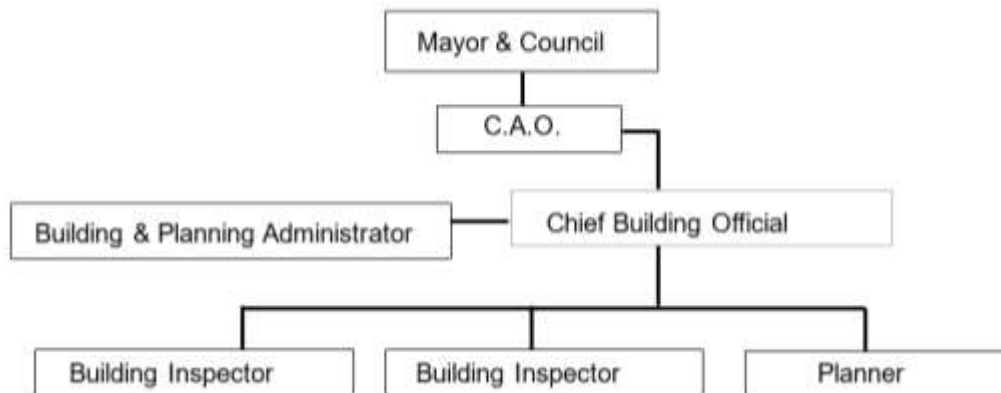 Mayor & Council
C.A.O.
Chief Building Official
Building & Planning Administrator
Building Inspector
Building Inspector
Planner